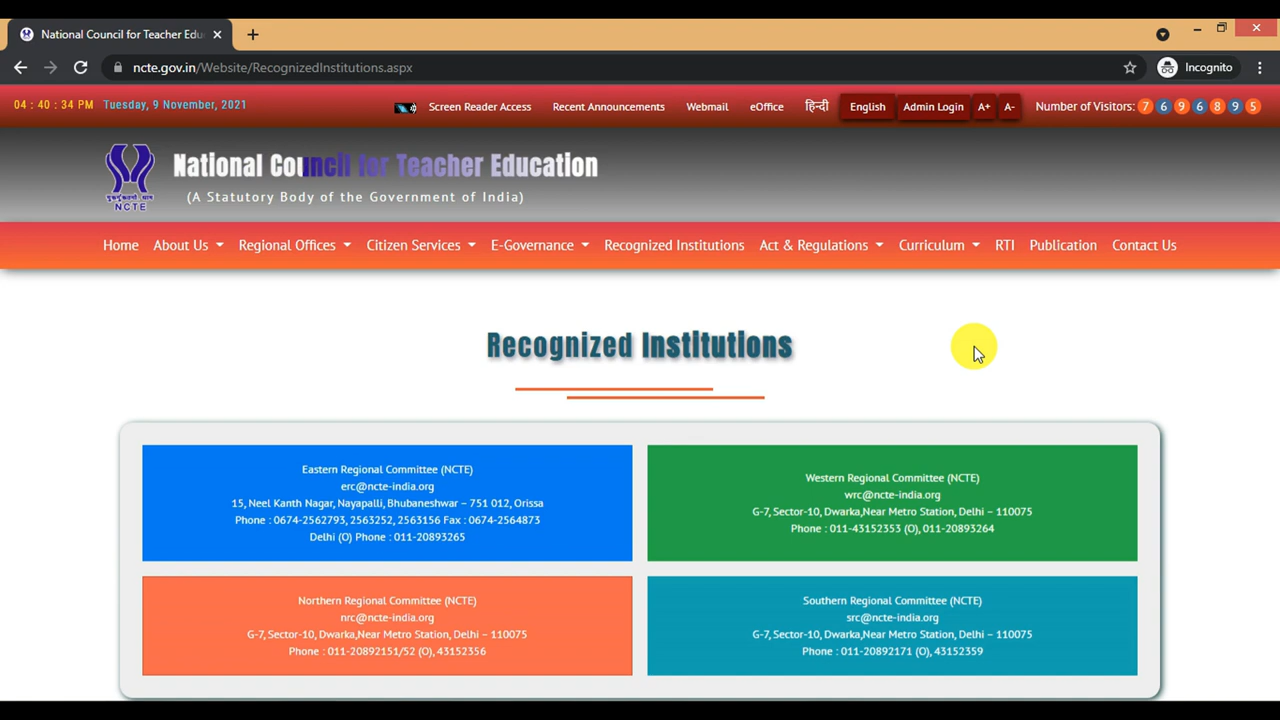 National Council for Teacher Edu
ncte.gov.in/Website/RecognizedInstitutions.aspx
Incognito
04 : 40 : 34 PM Tuesday, 9 November, 2021
Screen Reader Access Recent Announcements Webmail eOffice हिन्दी English Admin Login A+ A- Number of Visitors: 7 6 9 6 8 9 5
National Council for Teacher Education
(A Statutory Body of the Government of India)
NCTE
Home About Us Regional Offices Citizen Services E-Governance Recognized Institutions Act & Regulations Curriculum RTI Publication Contact Us
Recognized Institutions
Eastern Regional Committee (NCTE)
erc@ncte-india.org
15, Neel Kanth Nagar, Nayapalli, Bhubaneshwar – 751 012, Orissa
Phone : 0674-2562793, 2563252, 2563156 Fax : 0674-2564873
Delhi (O) Phone : 011-20893265
Western Regional Committee (NCTE)
wrc@ncte-india.org
G-7, Sector-10, Dwarka,Near Metro Station, Delhi – 110075
Phone : 011-43152353 (O), 011-20893264
Northern Regional Committee (NCTE)
nrc@ncte-india.org
G-7, Sector-10, Dwarka,Near Metro Station, Delhi – 110075
Phone : 011-20892151/52 (O), 43152356
Southern Regional Committee (NCTE)
src@ncte-india.org
G-7, Sector-10, Dwarka,Near Metro Station, Delhi – 110075
Phone : 011-20892171 (O), 43152359